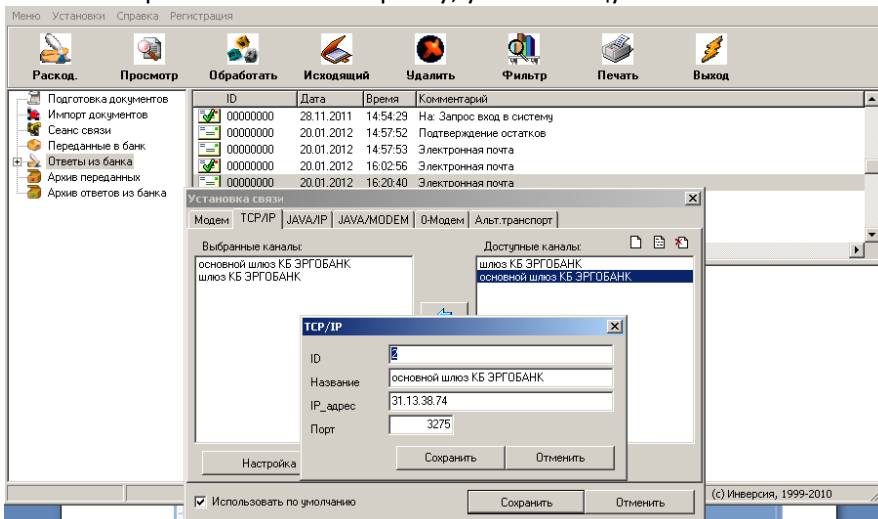 Меню Установки Справка Регистрация
Раскод. Просмотр Обработать Исходящий Удалить Фильтр Печать Выход
Подготовка документов
Импорт документов
Сеанс связи
Переданные в банк
Ответы из банка
Архив переданных
Архив ответов из банка
ID Дата Время Комментарий
00000000 28.11.2011 14:54:29 На: Запрос вход в систему
00000000 20.01.2012 14:57:52 Подтверждение остатков
00000000 20.01.2012 14:57:53 Электронная почта
00000000 20.01.2012 16:02:56 Электронная почта
00000000 20.01.2012 16:20:40 Электронная почта
Установка связи
Модем TCP/IP JAVA/IP JAVA/MODEM 0-Модем Альт.транспорт
Выбранные каналы:
основной шлюз КБ ЭРГОБАНК
шлюз КБ ЭРГОБАНК
Доступные каналы:
шлюз КБ ЭРГОБАНК
основной шлюз КБ ЭРГОБАНК
TCP/IP
ID 2
Название основной шлюз КБ ЭРГОБАНК
IP_адрес 31.13.38.74
Порт 3275
Сохранить Отменить
Настройка
Использовать по умолчанию
Сохранить Отменить
(c) Инверсия, 1999-2010